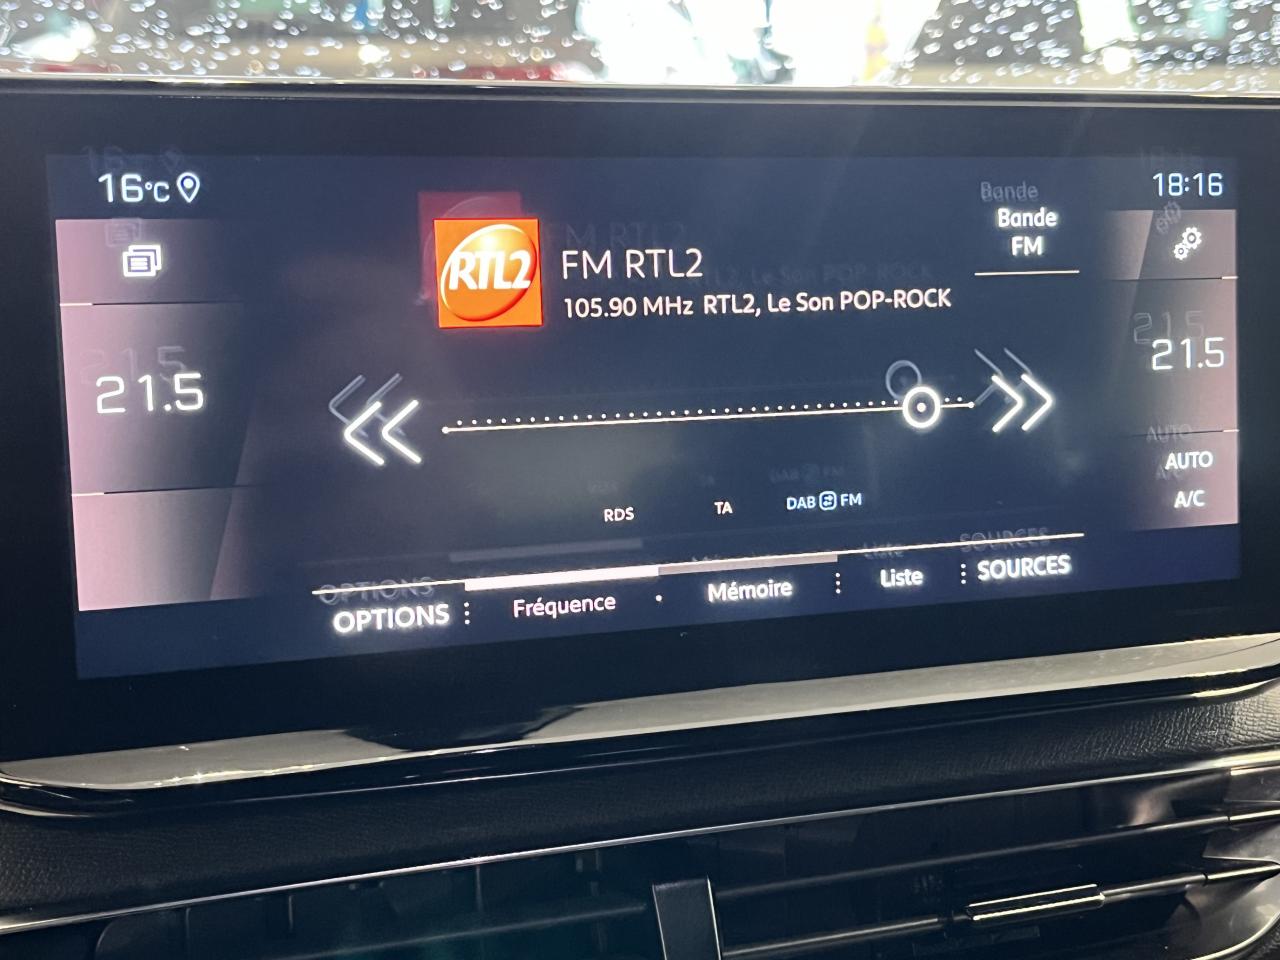 16°C
18:16
Bande
FM
RTL2
FM RTL2
105.90 MHz RTL2, Le Son POP-ROCK
21.5
21.5
AUTO
A/C
RDS
TA
DAB FM
OPTIONS
Fréquence
Mémoire
Liste
SOURCES